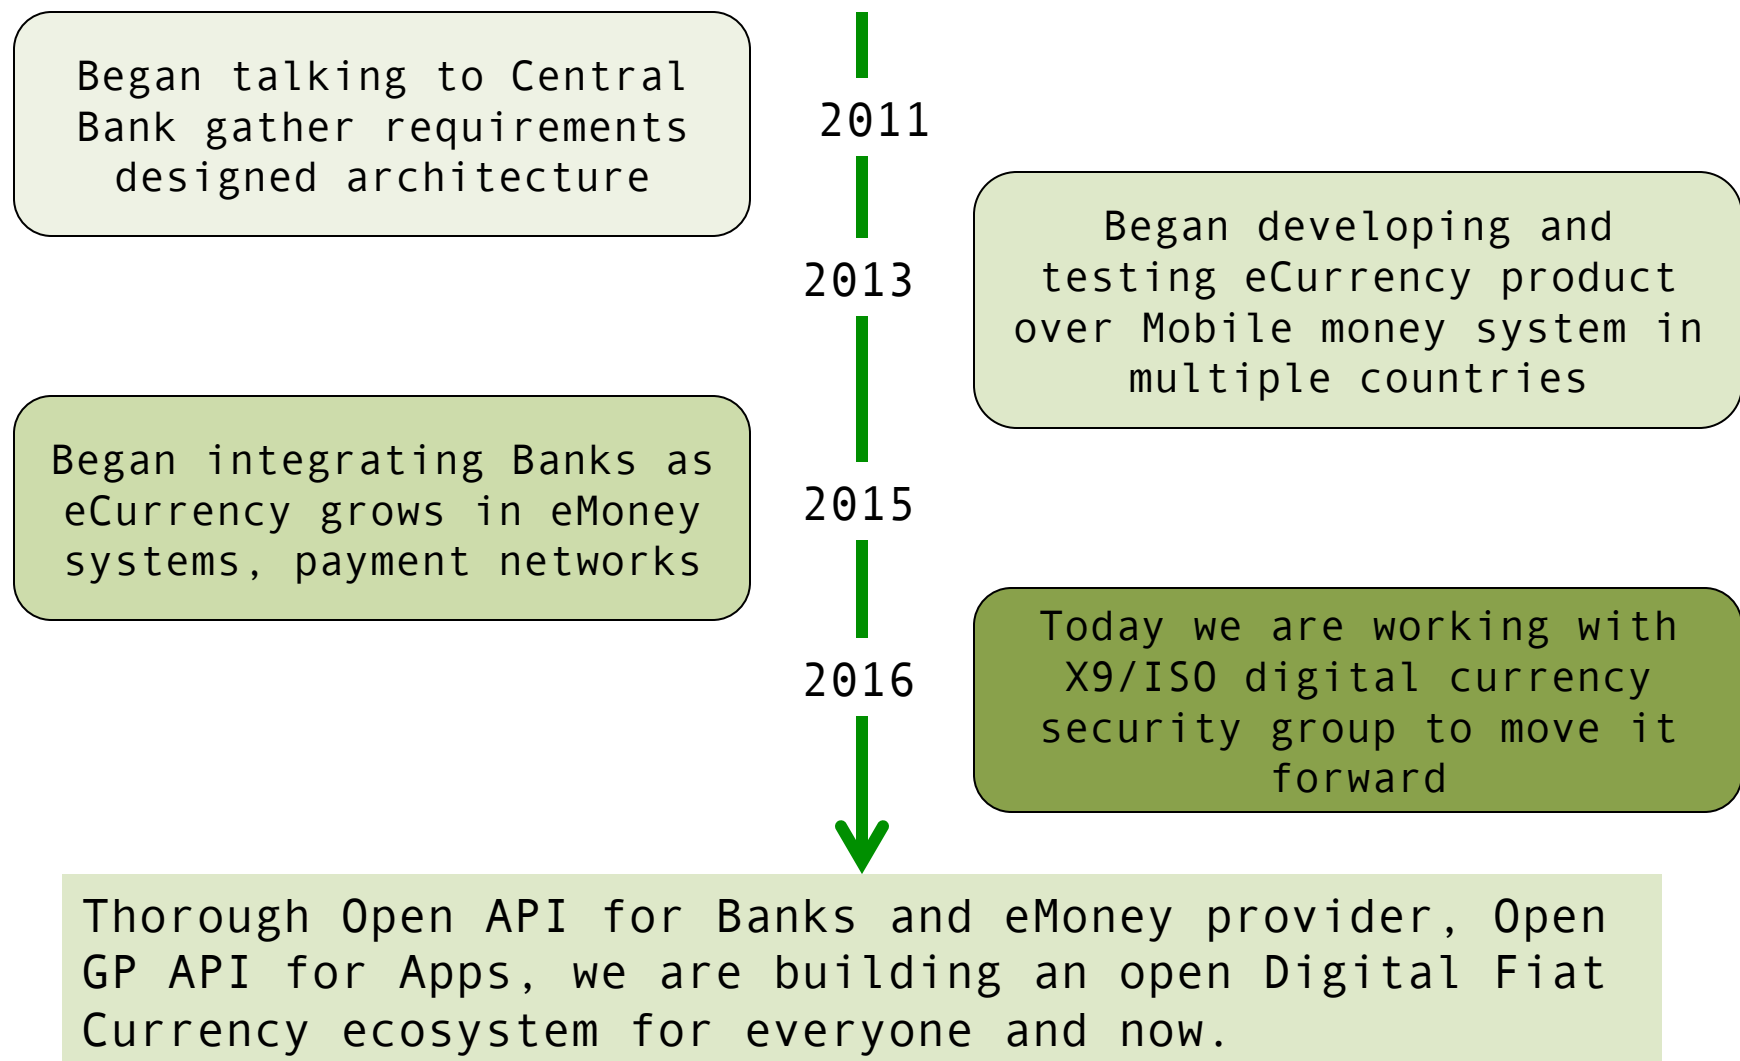 Began talking to Central
Bank gather requirements
designed architecture
2011
Began developing and
testing eCurrency product
over Mobile money system in
multiple countries
2013
Began integrating Banks as
eCurrency grows in eMoney
systems, payment networks
2015
Today we are working with
X9/ISO digital currency
security group to move it
forward
2016
Thorough Open API for Banks and eMoney provider, Open
GP API for Apps, we are building an open Digital Fiat
Currency ecosystem for everyone and now.